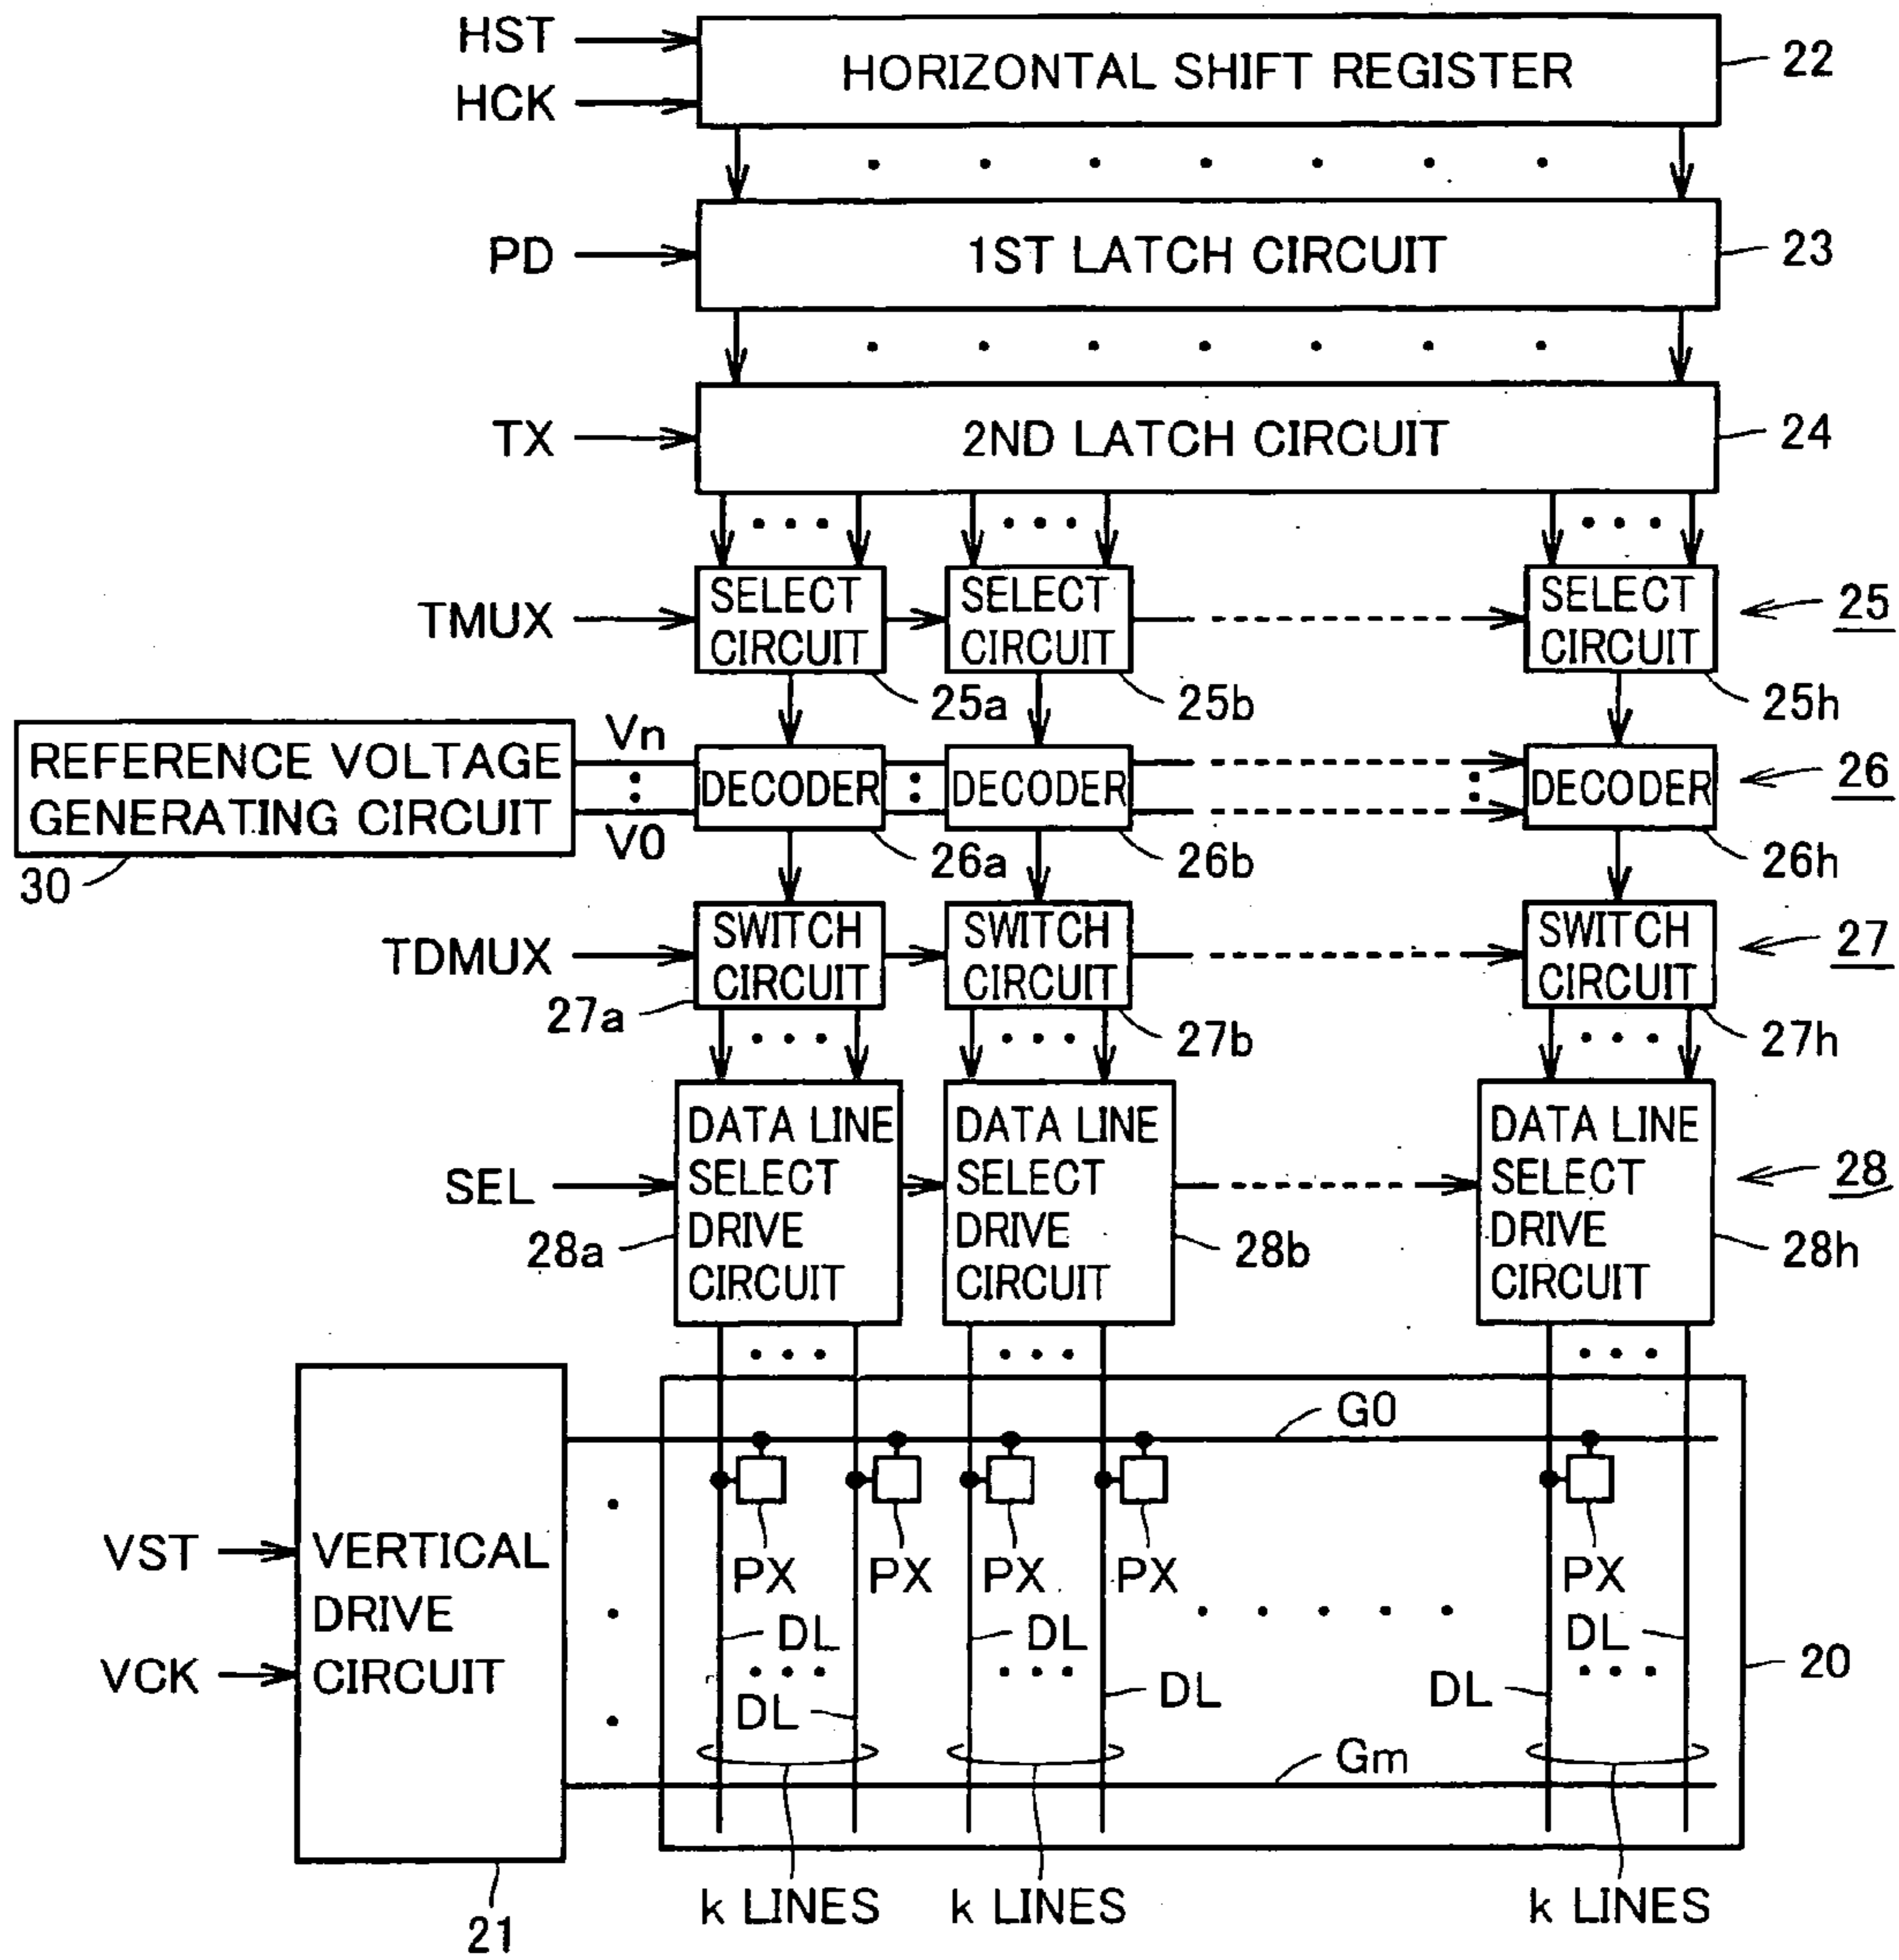 HST
HCK
HORIZONTAL SHIFT REGISTER
22
PD
1ST LATCH CIRCUIT
23
TX
2ND LATCH CIRCUIT
24
TMUX
SELECT
CIRCUIT
SELECT
CIRCUIT
SELECT
CIRCUIT
25
25a
25b
25h
REFERENCE VOLTAGE
GENERATING CIRCUIT
30
Vn
V0
DECODER
DECODER
DECODER
26
26a
26b
26h
TDMUX
SWITCH
CIRCUIT
SWITCH
CIRCUIT
SWITCH
CIRCUIT
27
27a
27b
27h
SEL
DATA LINE
SELECT
DRIVE
CIRCUIT
DATA LINE
SELECT
DRIVE
CIRCUIT
DATA LINE
SELECT
DRIVE
CIRCUIT
28
28a
28b
28h
G0
VST
VCK
VERTICAL
DRIVE
CIRCUIT
21
PX
PX
PX
PX
PX
DL
DL
DL
DL
DL
DL
20
Gm
k LINES
k LINES
k LINES